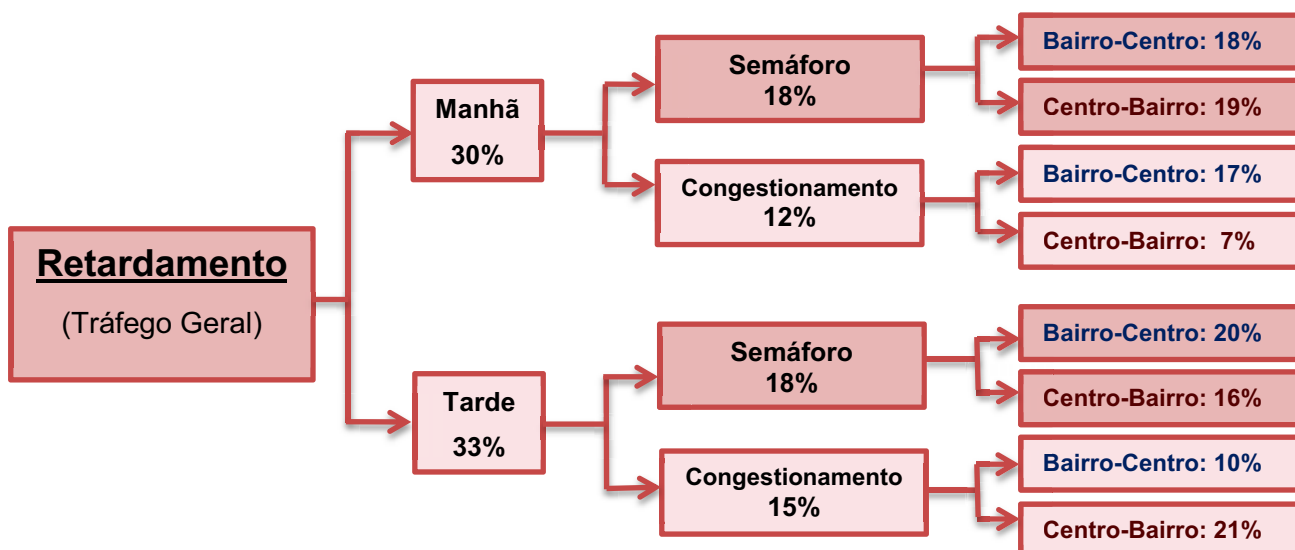 Retardamento
(Tráfego Geral)
Manhã
30%
Semáforo
18%
Bairro-Centro: 18%
Centro-Bairro: 19%
Congestionamento
12%
Bairro-Centro: 17%
Centro-Bairro: 7%
Tarde
33%
Semáforo
18%
Bairro-Centro: 20%
Centro-Bairro: 16%
Congestionamento
15%
Bairro-Centro: 10%
Centro-Bairro: 21%